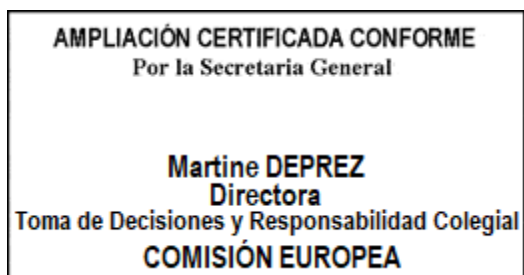 AMPLIACIÓN CERTIFICADA CONFORME
Por la Secretaria General
Martine DEPREZ
Directora
Toma de Decisiones y Responsabilidad Colegial
COMISIÓN EUROPEA